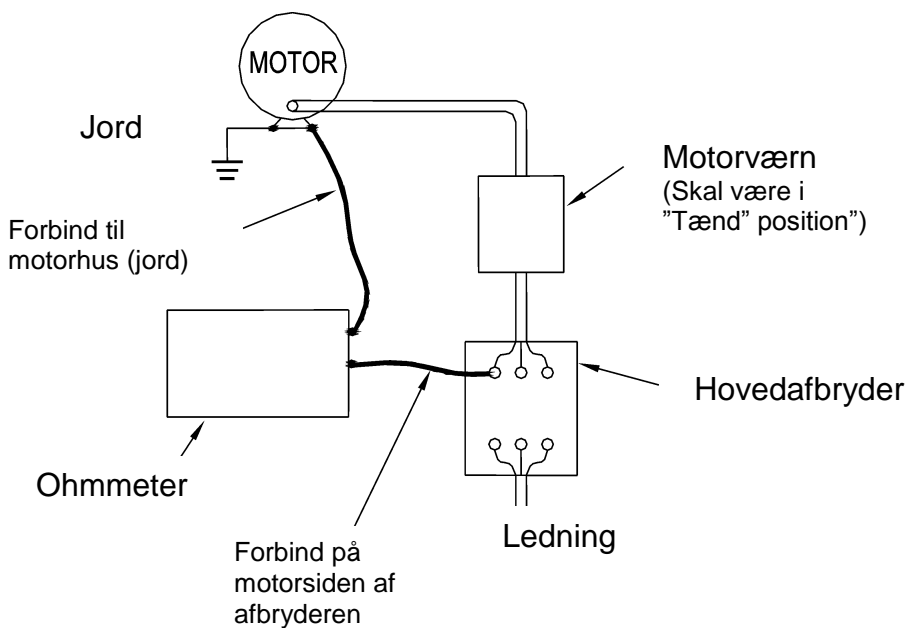 MOTOR
Jord
Motorværn
(Skal være i
”Tænd” position”)
Forbind til
motorhus (jord)
Hovedafbryder
Ohmmeter
Ledning
Forbind på
motorsiden af
afbryderen